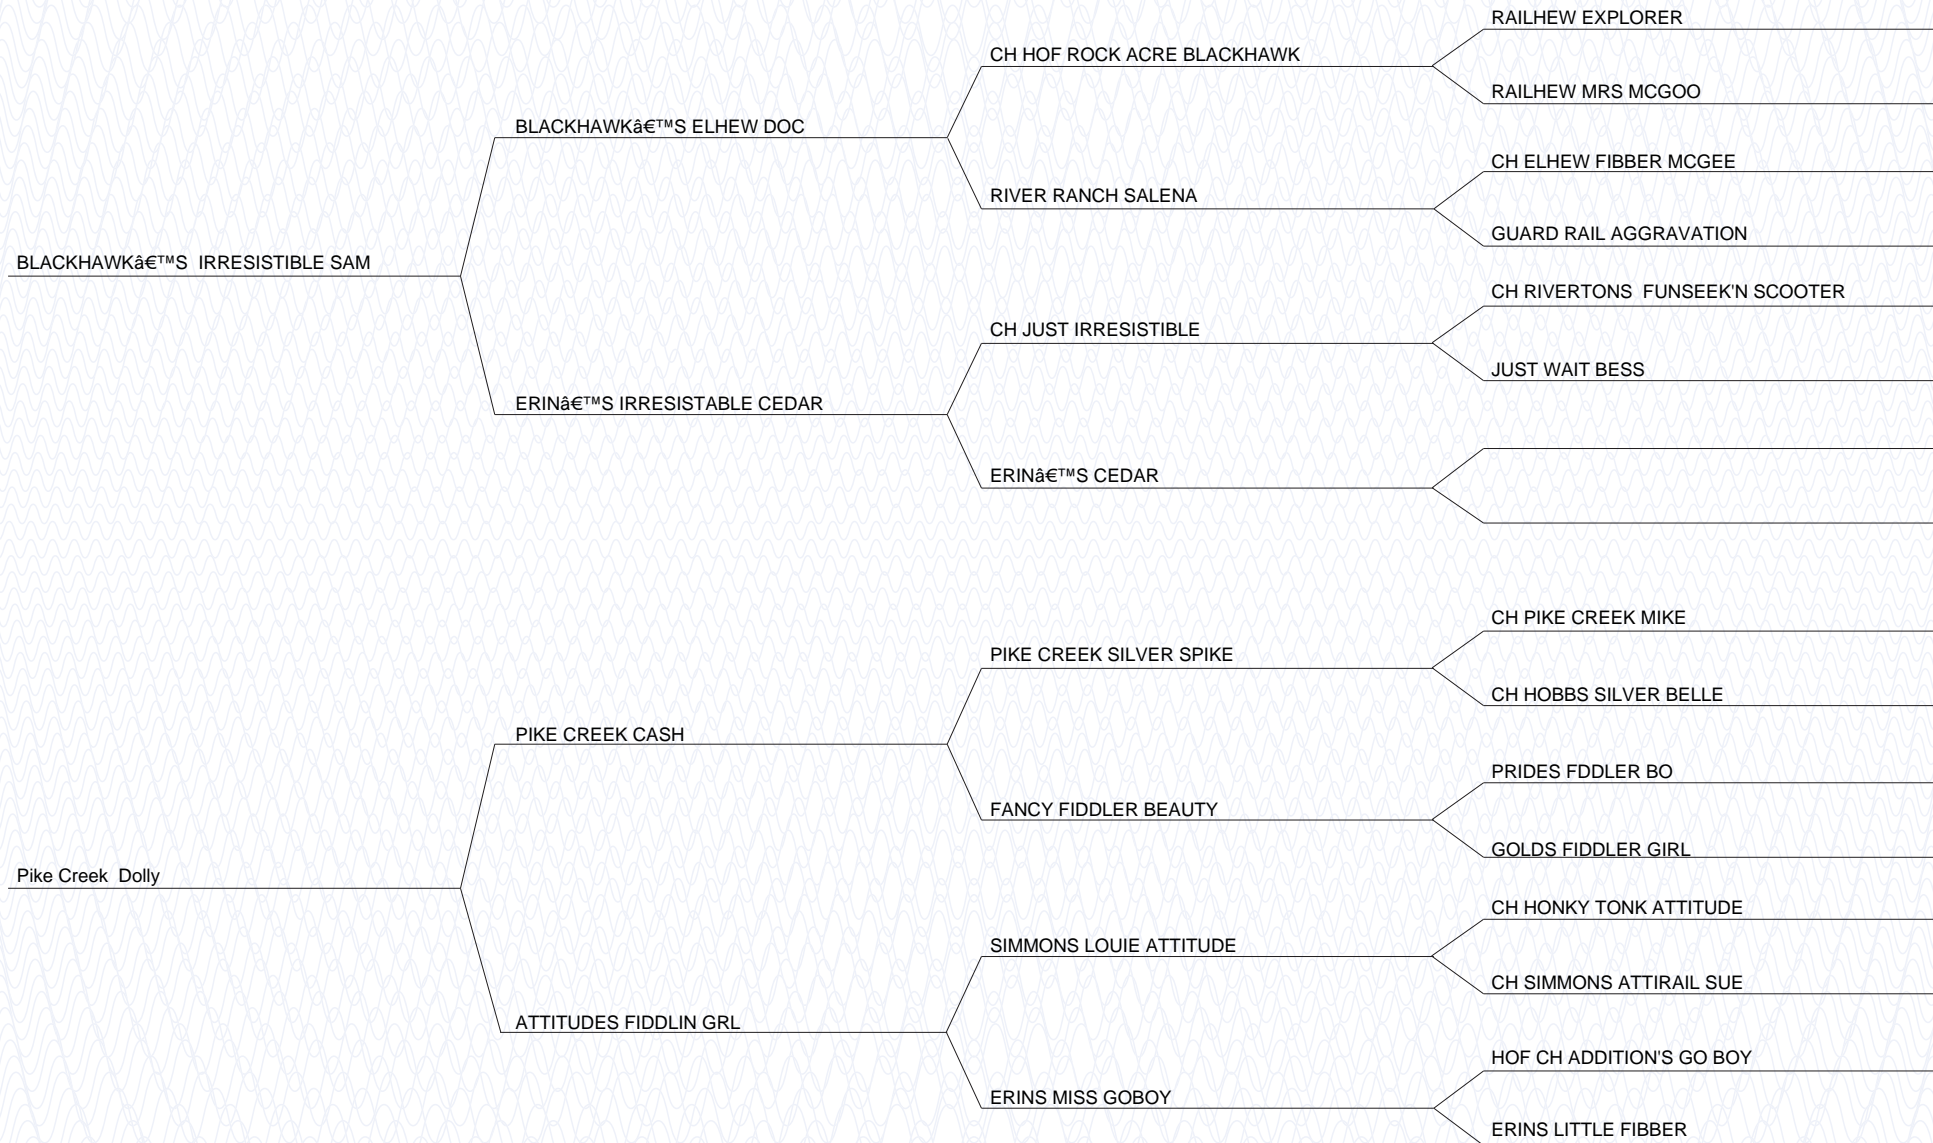 RAILHEW EXPLORER
CH HOF ROCK ACRE BLACKHAWK
RAILHEW MRS MCGOO
BLACKHAWKâ€™S ELHEW DOC
CH ELHEW FIBBER MCGEE
RIVER RANCH SALENA
GUARD RAIL AGGRAVATION
BLACKHAWKâ€™S  IRRESISTIBLE SAM
CH RIVERTONS  FUNSEEK'N SCOOTER
CH JUST IRRESISTIBLE
JUST WAIT BESS
ERINâ€™S IRRESISTABLE CEDAR
ERINâ€™S CEDAR
CH PIKE CREEK MIKE
PIKE CREEK SILVER SPIKE
CH HOBBS SILVER BELLE
PIKE CREEK CASH
PRIDES FDDLER BO
FANCY FIDDLER BEAUTY
GOLDS FIDDLER GIRL
Pike Creek  Dolly
CH HONKY TONK ATTITUDE
SIMMONS LOUIE ATTITUDE
CH SIMMONS ATTIRAIL SUE
ATTITUDES FIDDLIN GRL
HOF CH ADDITION'S GO BOY
ERINS MISS GOBOY
ERINS LITTLE FIBBER